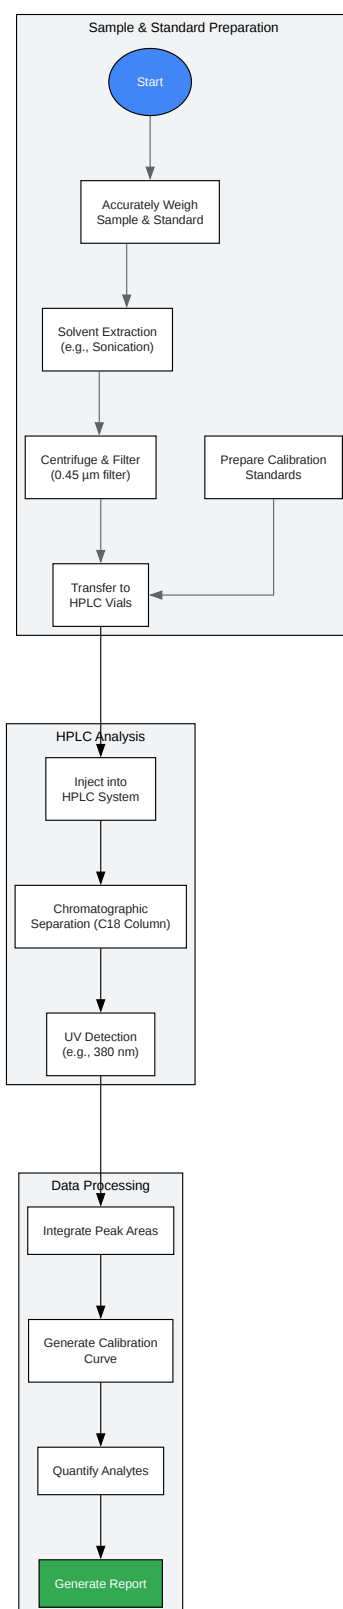 Sample & Standard Preparation
Start
Accurately Weigh
Sample & Standard
Solvent Extraction
(e.g., Sonication)
Centrifuge & Filter
(0.45 µm filter)
Prepare Calibration
Standards
Transfer to
HPLC Vials
HPLC Analysis
Inject into
HPLC System
Chromatographic
Separation (C18 Column)
UV Detection
(e.g., 380 nm)
Data Processing
Integrate Peak Areas
Generate Calibration
Curve
Quantify Analytes
Generate Report